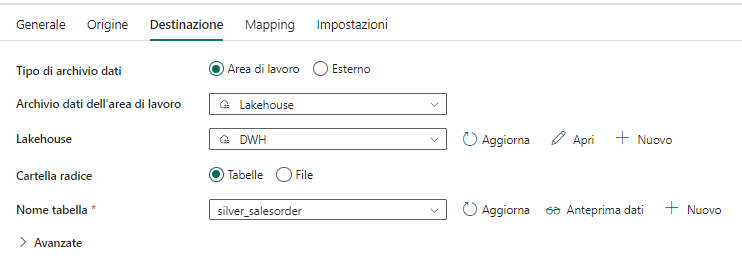 Generale Origine Destinazione Mapping Impostazioni
Tipo di archivio dati Area di lavoro Esterno
Archivio dati dell'area di lavoro Lakehouse
Lakehouse DWH Aggiorna Apri Nuovo
Cartella radice Tabelle File
Nome tabella * silver_salesorder Aggiorna Anteprima dati Nuovo
Avanzate